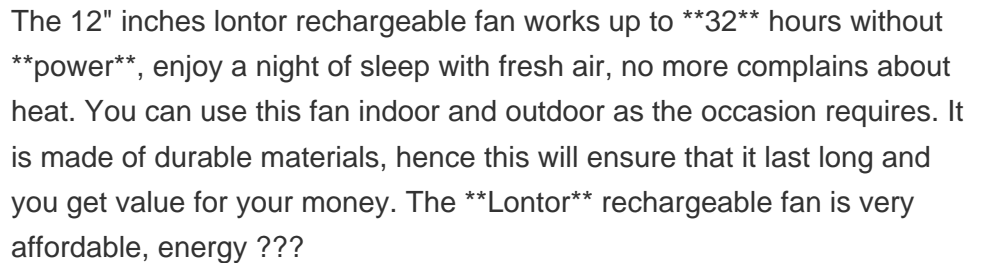 The 12" inches lontor rechargeable fan works up to **32** hours without
**power**, enjoy a night of sleep with fresh air, no more complains about
heat. You can use this fan indoor and outdoor as the occasion requires. It
is made of durable materials, hence this will ensure that it last long and
you get value for your money. The **Lontor** rechargeable fan is very
affordable, energy ???